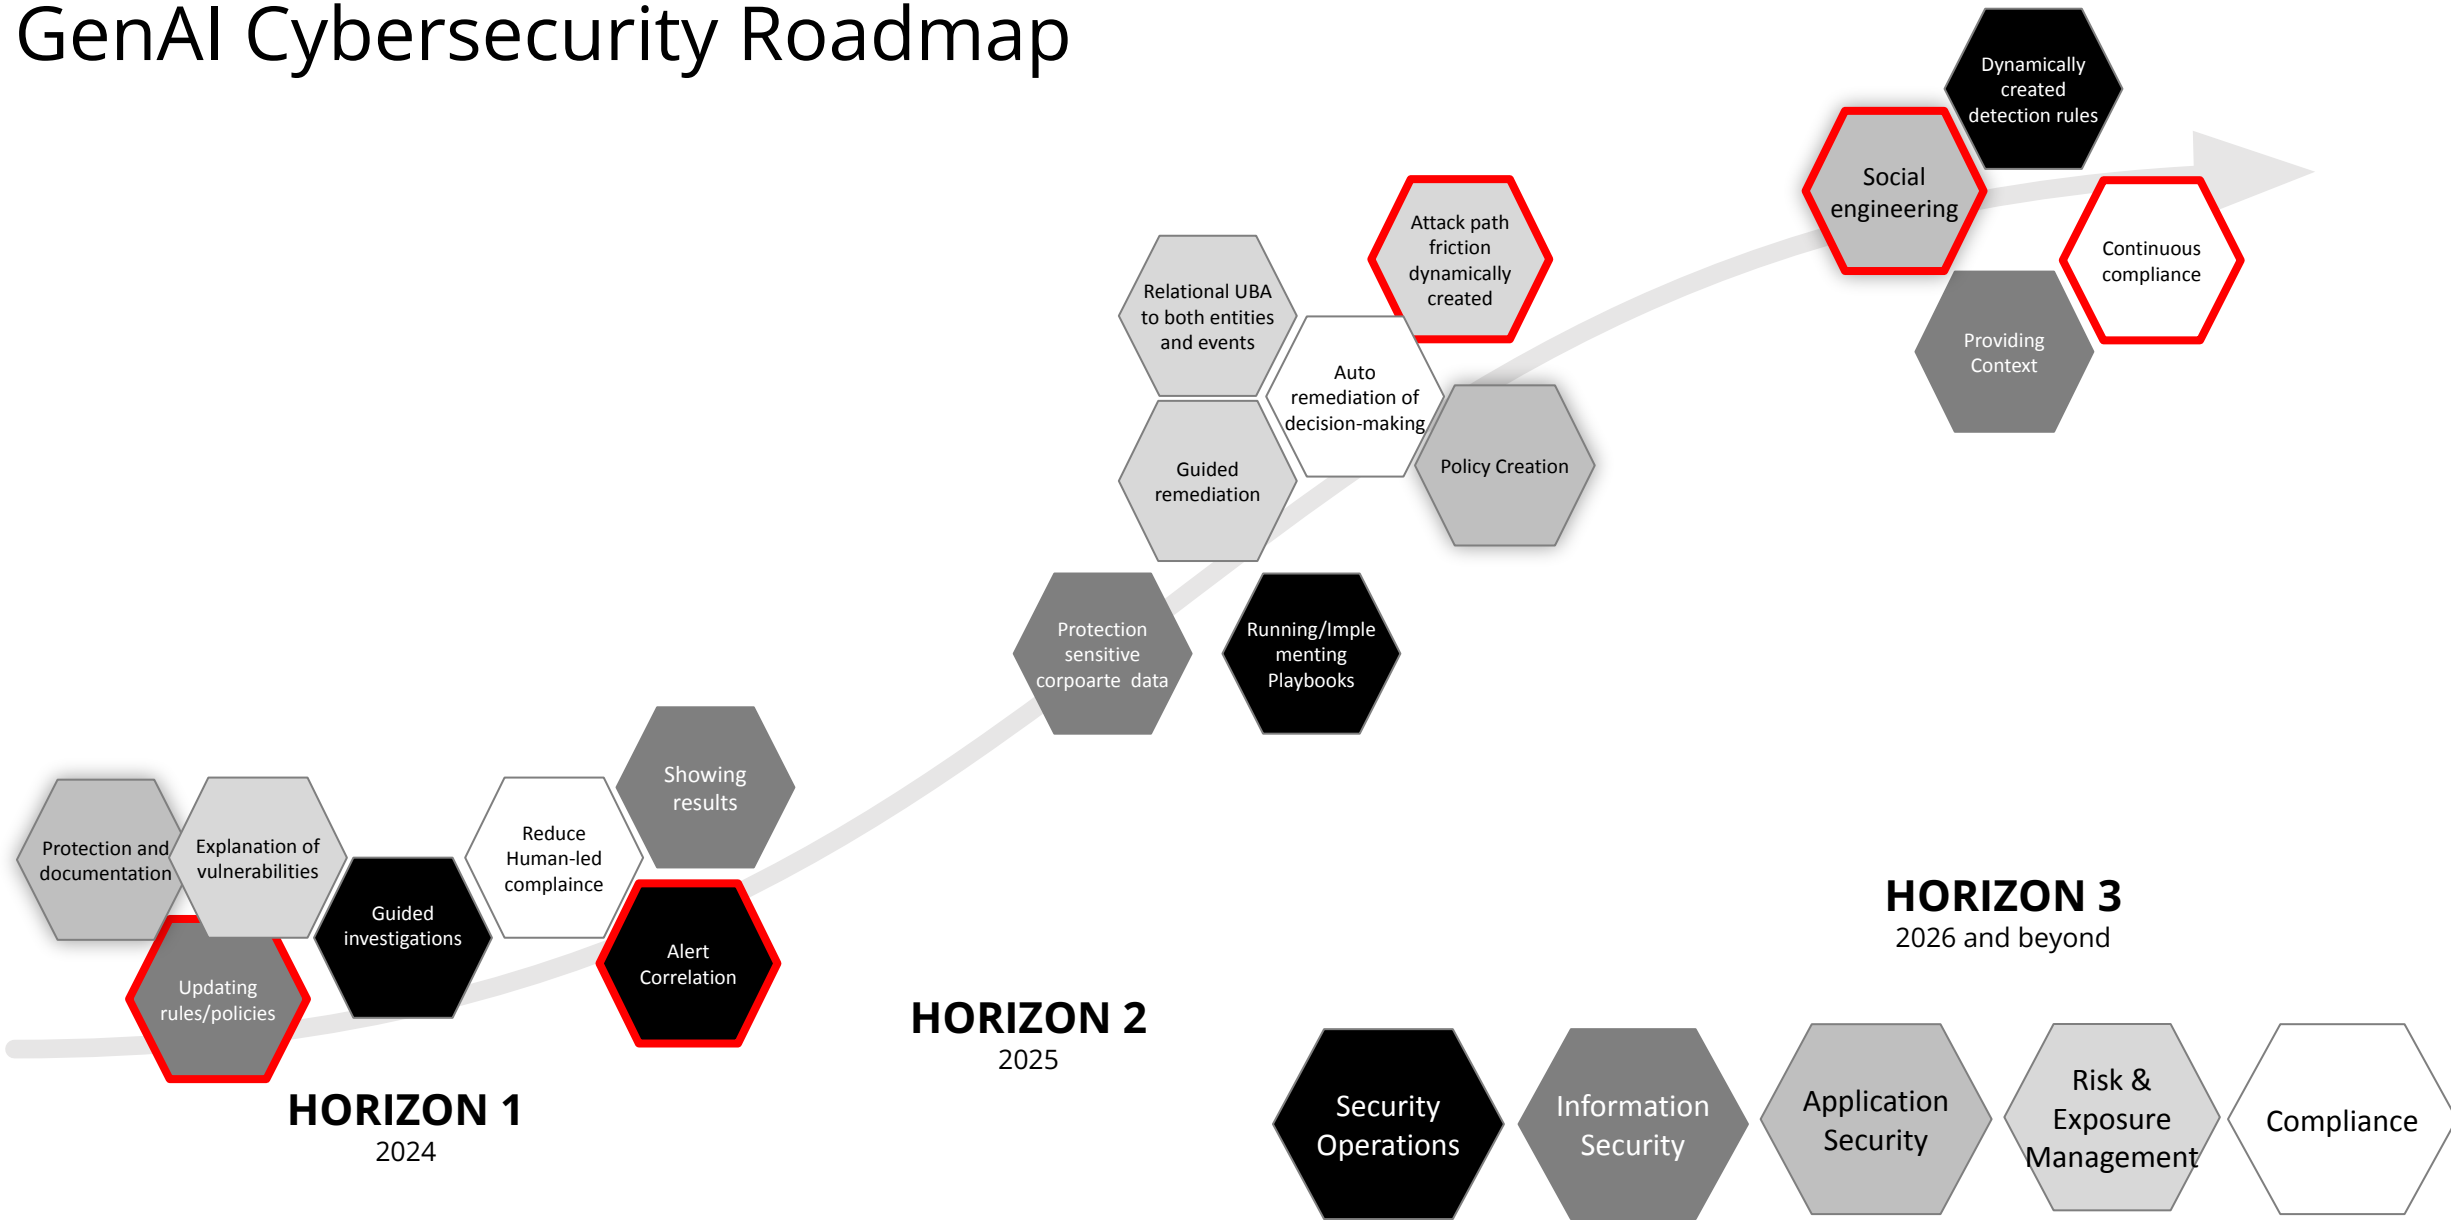 GenAI Cybersecurity Roadmap
Dynamically
created
detection rules
Social
engineering
Continuous
compliance
Providing
Context
Attack path
friction
dynamically
created
Relational UBA
to both entities
and events
Auto
remediation of
decision-making
Guided
remediation
Policy Creation
Protection
sensitive
corpoarte  data
Running/Imple
menting
Playbooks
Showing
results
Protection and
documentation
Explanation of
vulnerabilities
Reduce
Human-led
complaince
Guided
investigations
Alert
Correlation
Updating
rules/policies
HORIZON 1
2024
HORIZON 2
2025
HORIZON 3
2026 and beyond
Security
Operations
Information
Security
Application
Security
Risk &
Exposure
Management
Compliance